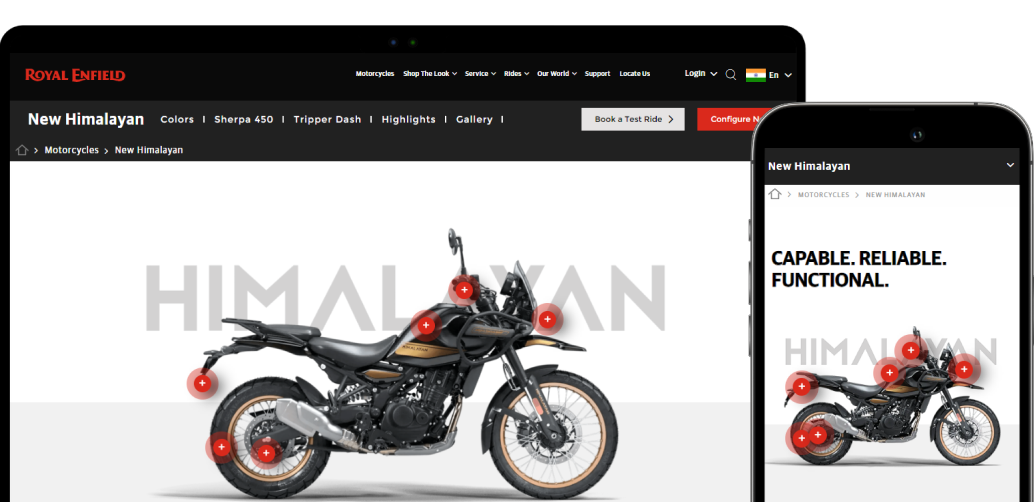 ROYAL ENFIELD
Motorcycles Shop The Look Service Rides Our World Support Locate Us Login En
New Himalayan Colors I Sherpa 450 I Tripper Dash I Highlights I Gallery I Book a Test Ride > Configure N
> Motorcycles > New Himalayan
HIMALAYAN
HIMALAYAN
New Himalayan
> MOTORCYCLES > NEW HIMALAYAN
CAPABLE. RELIABLE.
FUNCTIONAL.
HIMALAYAN